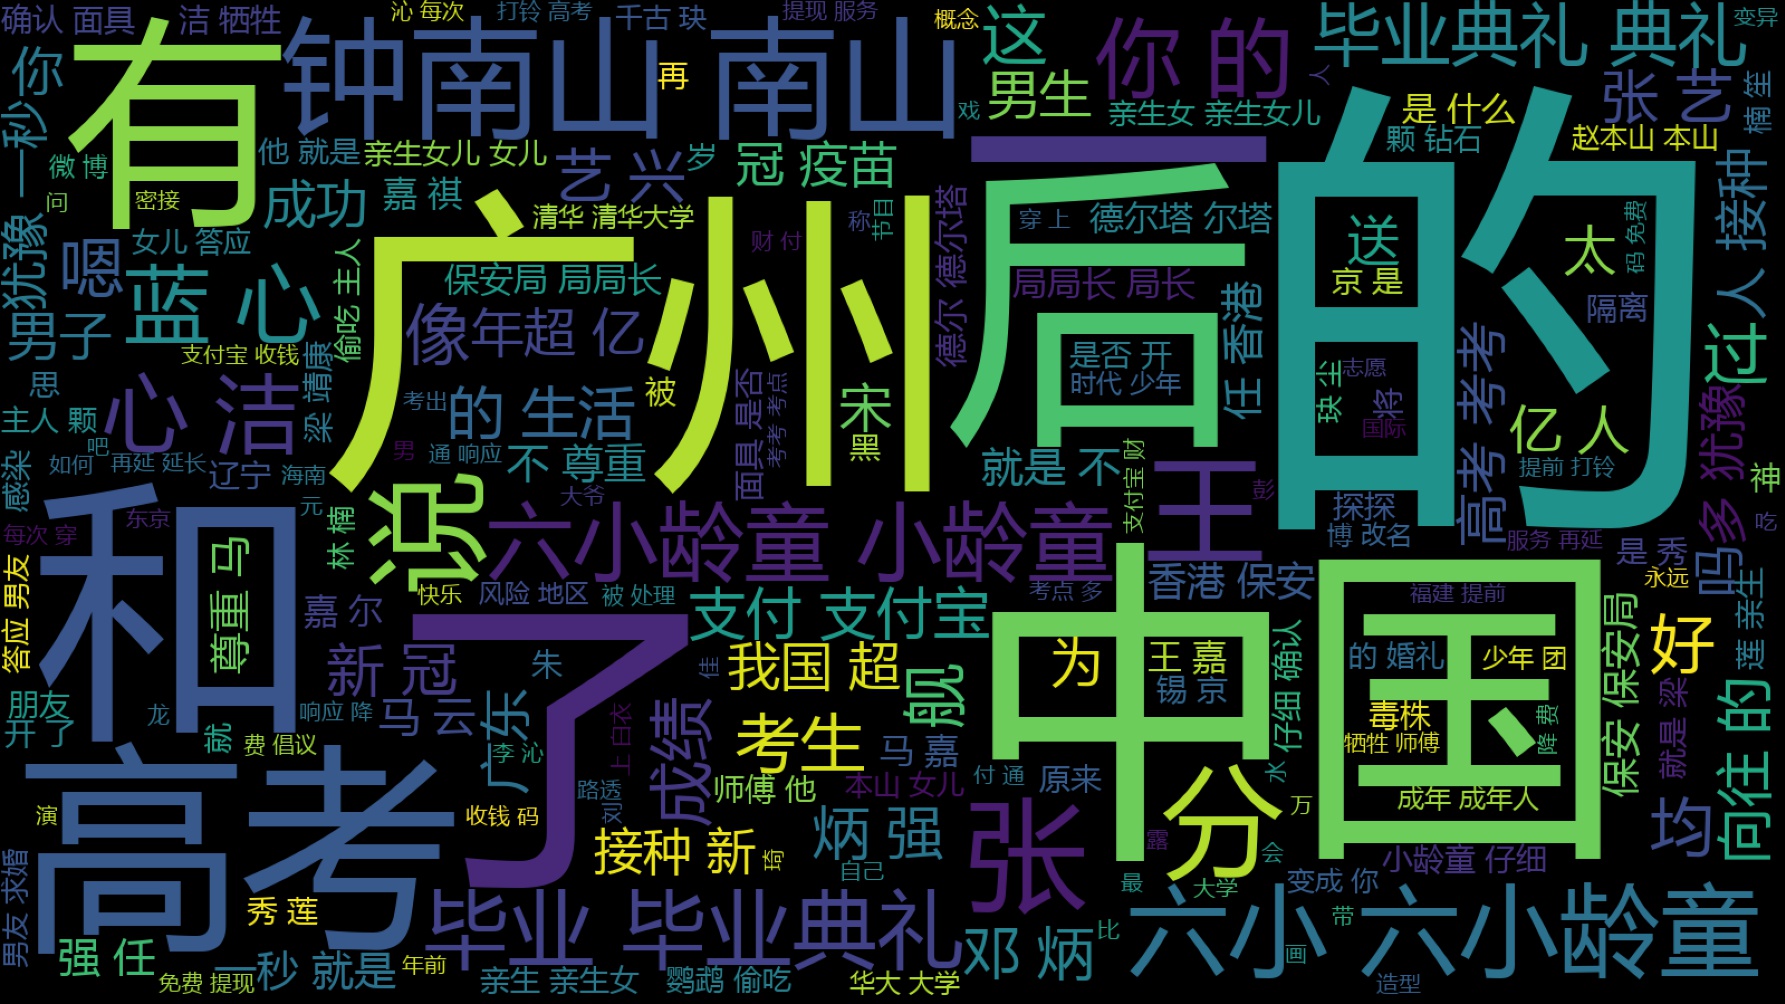 确认 面具
洁 牺牲
沁 每次
打铃 高考
千古 玦
提现 服务
概念
这
你 的
毕业典礼 典礼
变异
有
钟南山 南山
再
男生
戏
亲生女 亲生女儿
人
是 什么
颗 钻石
张 艺
赵本山 本山
楠 笙
你
一秒
微 博
问
密接
他 就是
亲生女儿 女儿
艺 兴
岁
冠 疫苗
成功
嘉 祺
清华 清华大学
财 付
称
节目
德尔 德尔塔
穿 上
德尔塔 尔塔
一
后
的
送
京 是
太
码 免费
隔离
人 接种
男犹豫
嗯
女儿 答应
蓝 心
男子
支付宝 收钱
偷吃 主人
广州
保安局 局局长
像
年超 亿
局局长 局长
任 香港
是否 开
时代 少年
玦 尘
志愿
将
国际
高考 考考
亿 人
提前 打铃
过
多 犹豫
神
吃
思
主人 颗
心 洁
梁 靖康
吧
如何
再延 延长
辽宁
海南
元
考出
的 生活
男
通 响应
不 尊重
被
面具 是否
考考 考点
宋
黑
就是 不
支付宝 财
王
彭
探探
博 改名
服务 再延
是 秀
吗
永远
感染
每次 穿
东京
和
林 楠
说
大爷
六小龄童 小龄童
答应 男友
尊重 马
嘉 尔
快乐
风险 地区
被 处理
支付 支付宝
考点 多
香港 保安
福建 提前
莲 亲生
中国
了
新 冠
朱
佳
我国 超
舰
为
王 嘉
锡 京
仔细 确认
的 婚礼
少年 团
毒株
牺牲 师傅
降 费
成年 成年人
保安 保安局
好
就是 梁
向往 的
朋友
开 了
龙
就
响应 降
费 倡议
马 云
广东
李 沁
上 白衣
成绩
考生
马 嘉
师傅 他
本山 女儿
付 通
原来
水
分
万
均
高考
演
收钱 码
路透
刘
接种 新
琦
炳 强
自己
张
露
会
最
大学
小龄童 仔细
变成 你
男友 求婚
秀 莲
强 任
免费 提现
一秒 就是
年前
毕业 毕业典礼
亲生 亲生女
鹦鹉 偷吃
华大 大学
邓 炳
比
六小 六小龄童
带
画
造型